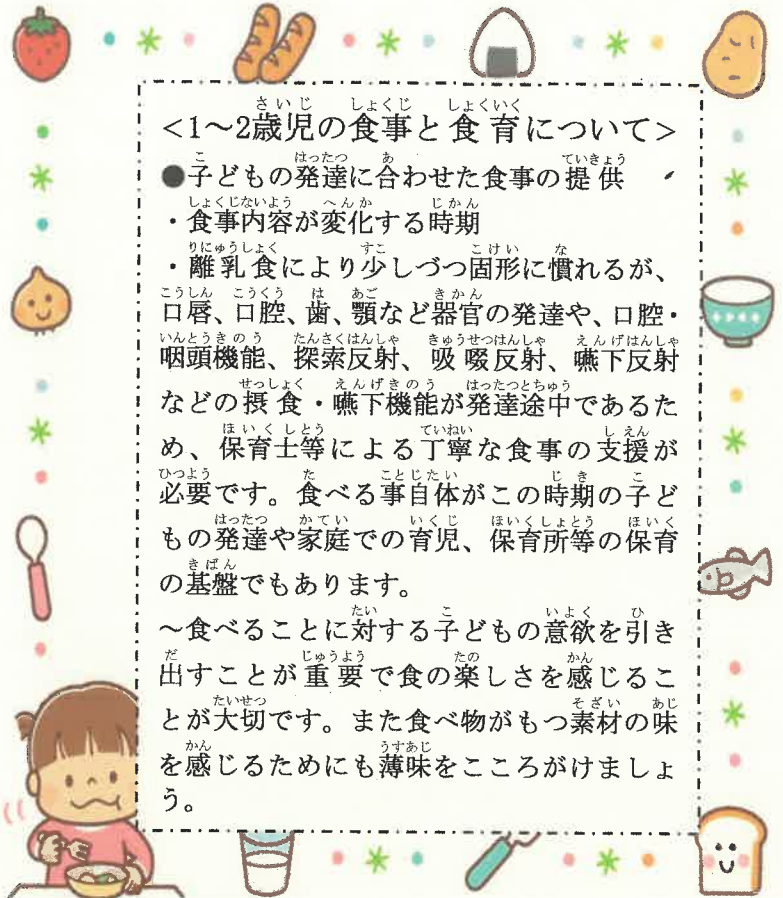 <1～2歳児の食事と食育について>
●子どもの発達に合わせた食事の提供
・食事内容が変化する時期
・離乳食により少しづつ固形に慣れるが、
口唇、口腔、歯、顎など器官の発達や、口腔・
咽頭機能、探索反射、吸啜反射、嚥下反射
などの摂食・嚥下機能が発達途中であるた
め、保育士等による丁寧な食事の支援が
必要です。食べる事自体がこの時期の子ど
もの発達や家庭での育児、保育所等の保育
の基盤でもあります。
～食べることに対する子どもの意欲を引き
出すことが重要で食の楽しさを感じるこ
とが大切です。また食べ物がもつ素材の味
を感じるためにも薄味をこころがけましょ
う。